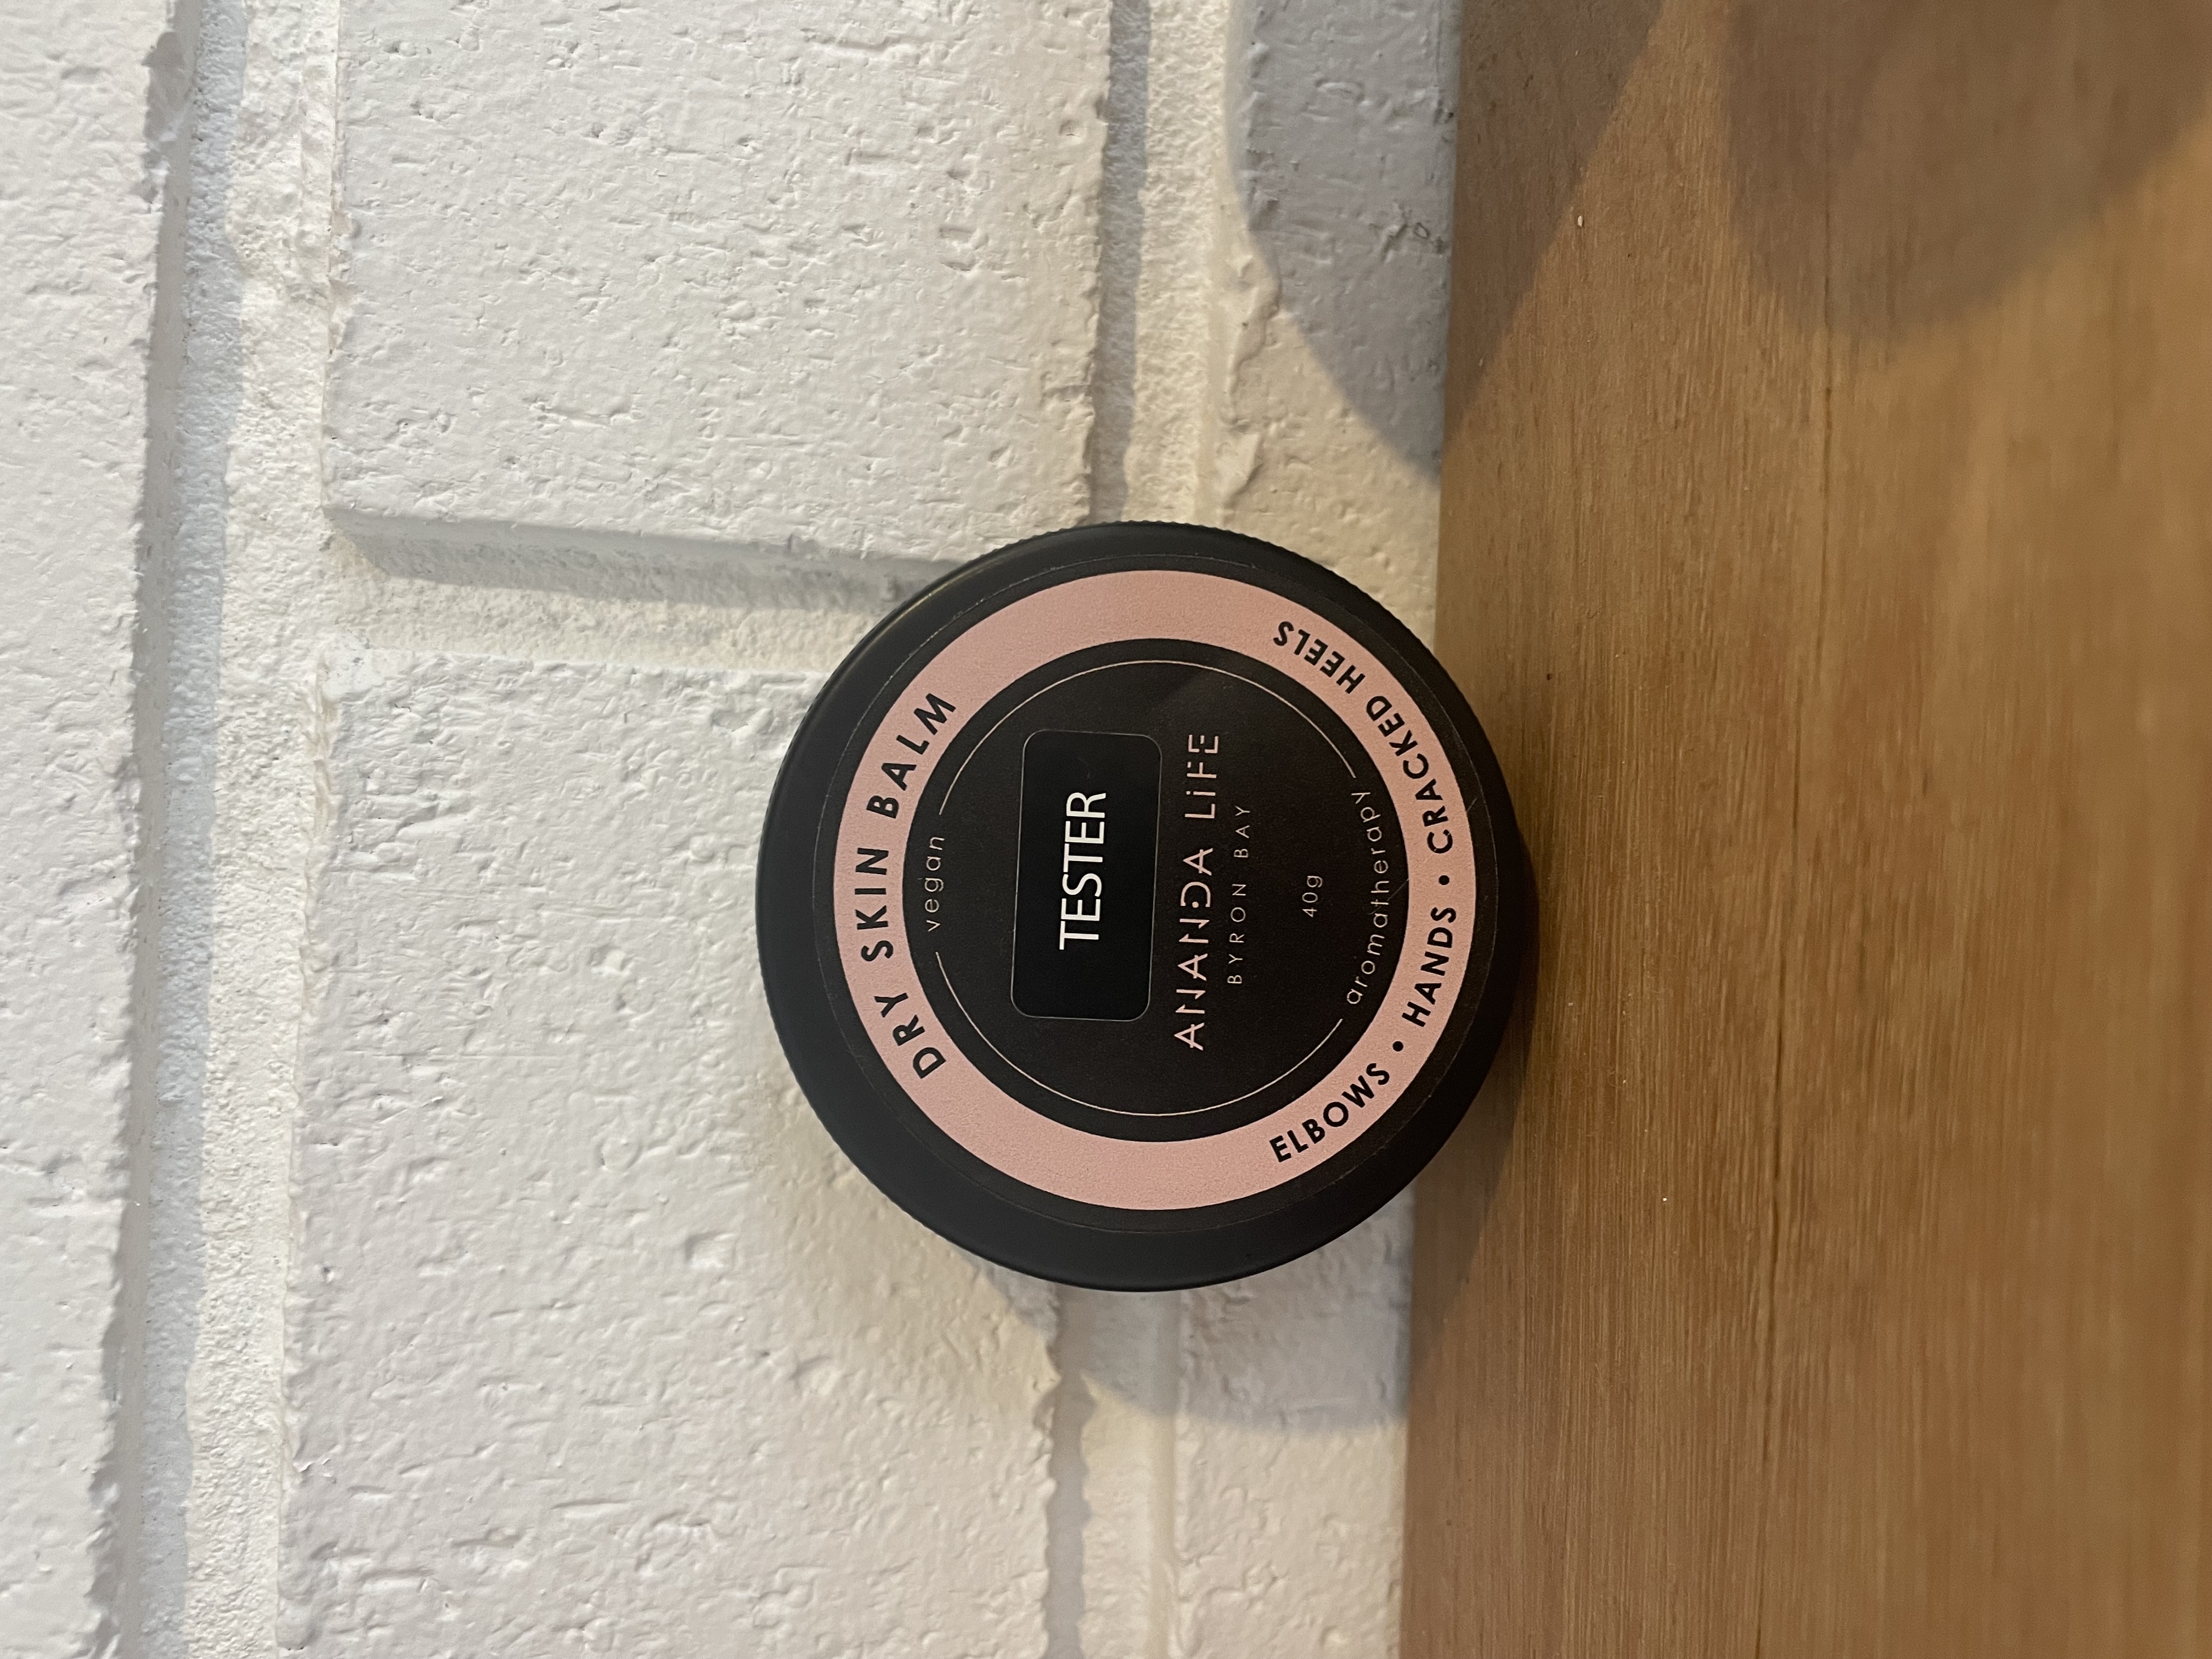 DRY SKIN BALM
vegan
TESTER
ANANDA LiFE
BYRON BAY
40g
aromatherapy
ELBOWS • HANDS • CRACKED HEELS